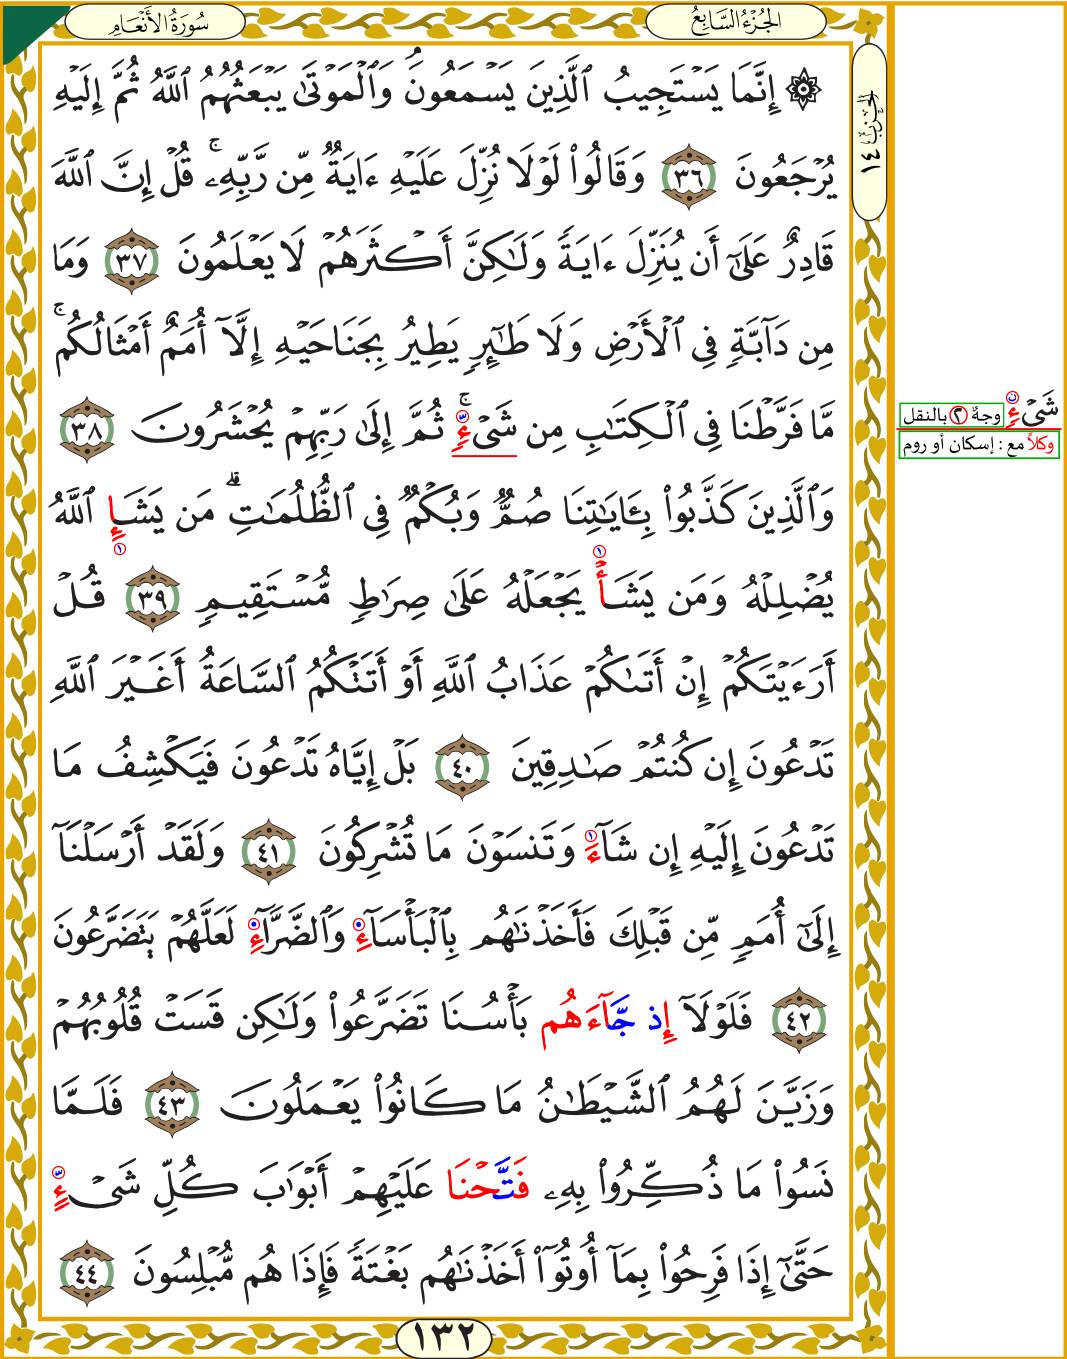 سُورَةُ الأَنْعَامِ
الجُزْءُ السَّابِعُ
الحِزْبُ ١٤
۞ إِنَّمَا يَسْتَجِيبُ ٱلَّذِينَ يَسْمَعُونَۘ وَٱلْمَوْتَىٰ يَبْعَثُهُمُ ٱللَّهُ ثُمَّ إِلَيْهِ
يُرْجَعُونَ ٣٦ وَقَالُوا۟ لَوْلَا نُزِّلَ عَلَيْهِ ءَايَةٌ مِّن رَّبِّهِۦۚ قُلْ إِنَّ ٱللَّهَ
قَادِرٌ عَلَىٰٓ أَن يُنَزِّلَ ءَايَةً وَلَٰكِنَّ أَكْثَرَهُمْ لَا يَعْلَمُونَ ٣٧ وَمَا
مِن دَآبَّةٍ فِي ٱلْأَرْضِ وَلَا طَٰٓئِرٍ يَطِيرُ بِجَنَاحَيْهِ إِلَّآ أُمَمٌ أَمْثَالُكُمۚ
مَّا فَرَّطْنَا فِي ٱلْكِتَٰبِ مِن شَىْءٍۚ ثُمَّ إِلَىٰ رَبِّهِمْ يُحْشَرُونَ ٣٨
وَٱلَّذِينَ كَذَّبُوا۟ بِـَٔايَٰتِنَا صُمٌّ وَبُكْمٌ فِي ٱلظُّلُمَٰتِۗ مَن يَشَإِ ٱللَّهُ
يُضْلِلْهُ وَمَن يَشَأْ يَجْعَلْهُ عَلَىٰ صِرَٰطٍ مُّسْتَقِيمٍ ٣٩ قُلْ
أَرَءَيْتَكُمْ إِنْ أَتَىٰكُمْ عَذَابُ ٱللَّهِ أَوْ أَتَتْكُمُ ٱلسَّاعَةُ أَغَيْرَ ٱللَّهِ
تَدْعُونَ إِن كُنتُمْ صَٰدِقِينَ ٤٠ بَلْ إِيَّاهُ تَدْعُونَ فَيَكْشِفُ مَا
تَدْعُونَ إِلَيْهِ إِن شَآءَ وَتَنسَوْنَ مَا تُشْرِكُونَ ٤١ وَلَقَدْ أَرْسَلْنَآ
إِلَىٰٓ أُمَمٍ مِّن قَبْلِكَ فَأَخَذْنَٰهُم بِٱلْبَأْسَآءِ وَٱلضَّرَّآءِ لَعَلَّهُمْ يَتَضَرَّعُونَ
٤٢ فَلَوْلَآ إِذ جَّآءَهُم بَأْسُنَا تَضَرَّعُوا۟ وَلَٰكِن قَسَتْ قُلُوبُهُمْ
وَزَيَّنَ لَهُمُ ٱلشَّيْطَٰنُ مَا كَانُوا۟ يَعْمَلُونَ ٤٣ فَلَمَّا
نَسُوا۟ مَا ذُكِّرُوا۟ بِهِۦ فَتَّحْنَا عَلَيْهِمْ أَبْوَٰبَ كُلِّ شَىْءٍ
حَتَّىٰٓ إِذَا فَرِحُوا۟ بِمَآ أُوتُوٓا۟ أَخَذْنَٰهُم بَغْتَةً فَإِذَا هُم مُّبْلِسُونَ ٤٤
١٣٢
شَىْءٍ وجهٌ ٢ بالنقل
وكلاً مع : إسكان أو روم